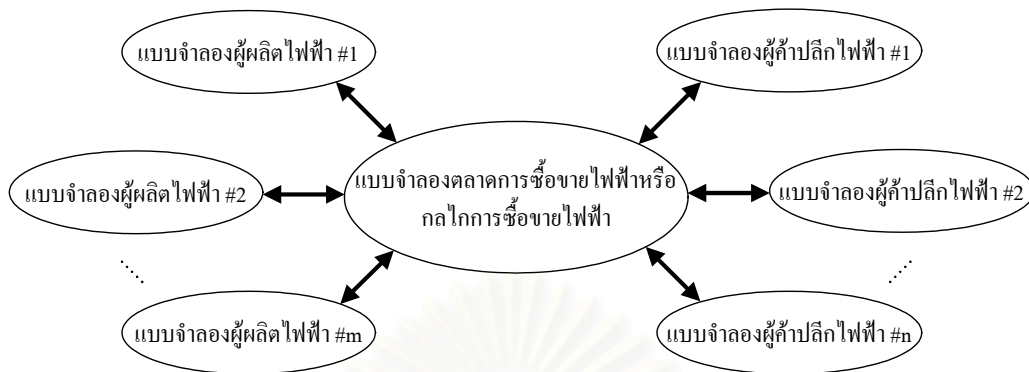 แบบจำลองผู้ผลิตไฟฟ้า #1
แบบจำลองผู้ค้าปลีกไฟฟ้า #1
แบบจำลองผู้ผลิตไฟฟ้า #2
แบบจำลองตลาดการซื้อขายไฟฟ้าหรือ
กลไกการซื้อขายไฟฟ้า
แบบจำลองผู้ค้าปลีกไฟฟ้า #2
แบบจำลองผู้ผลิตไฟฟ้า #m
แบบจำลองผู้ค้าปลีกไฟฟ้า #n